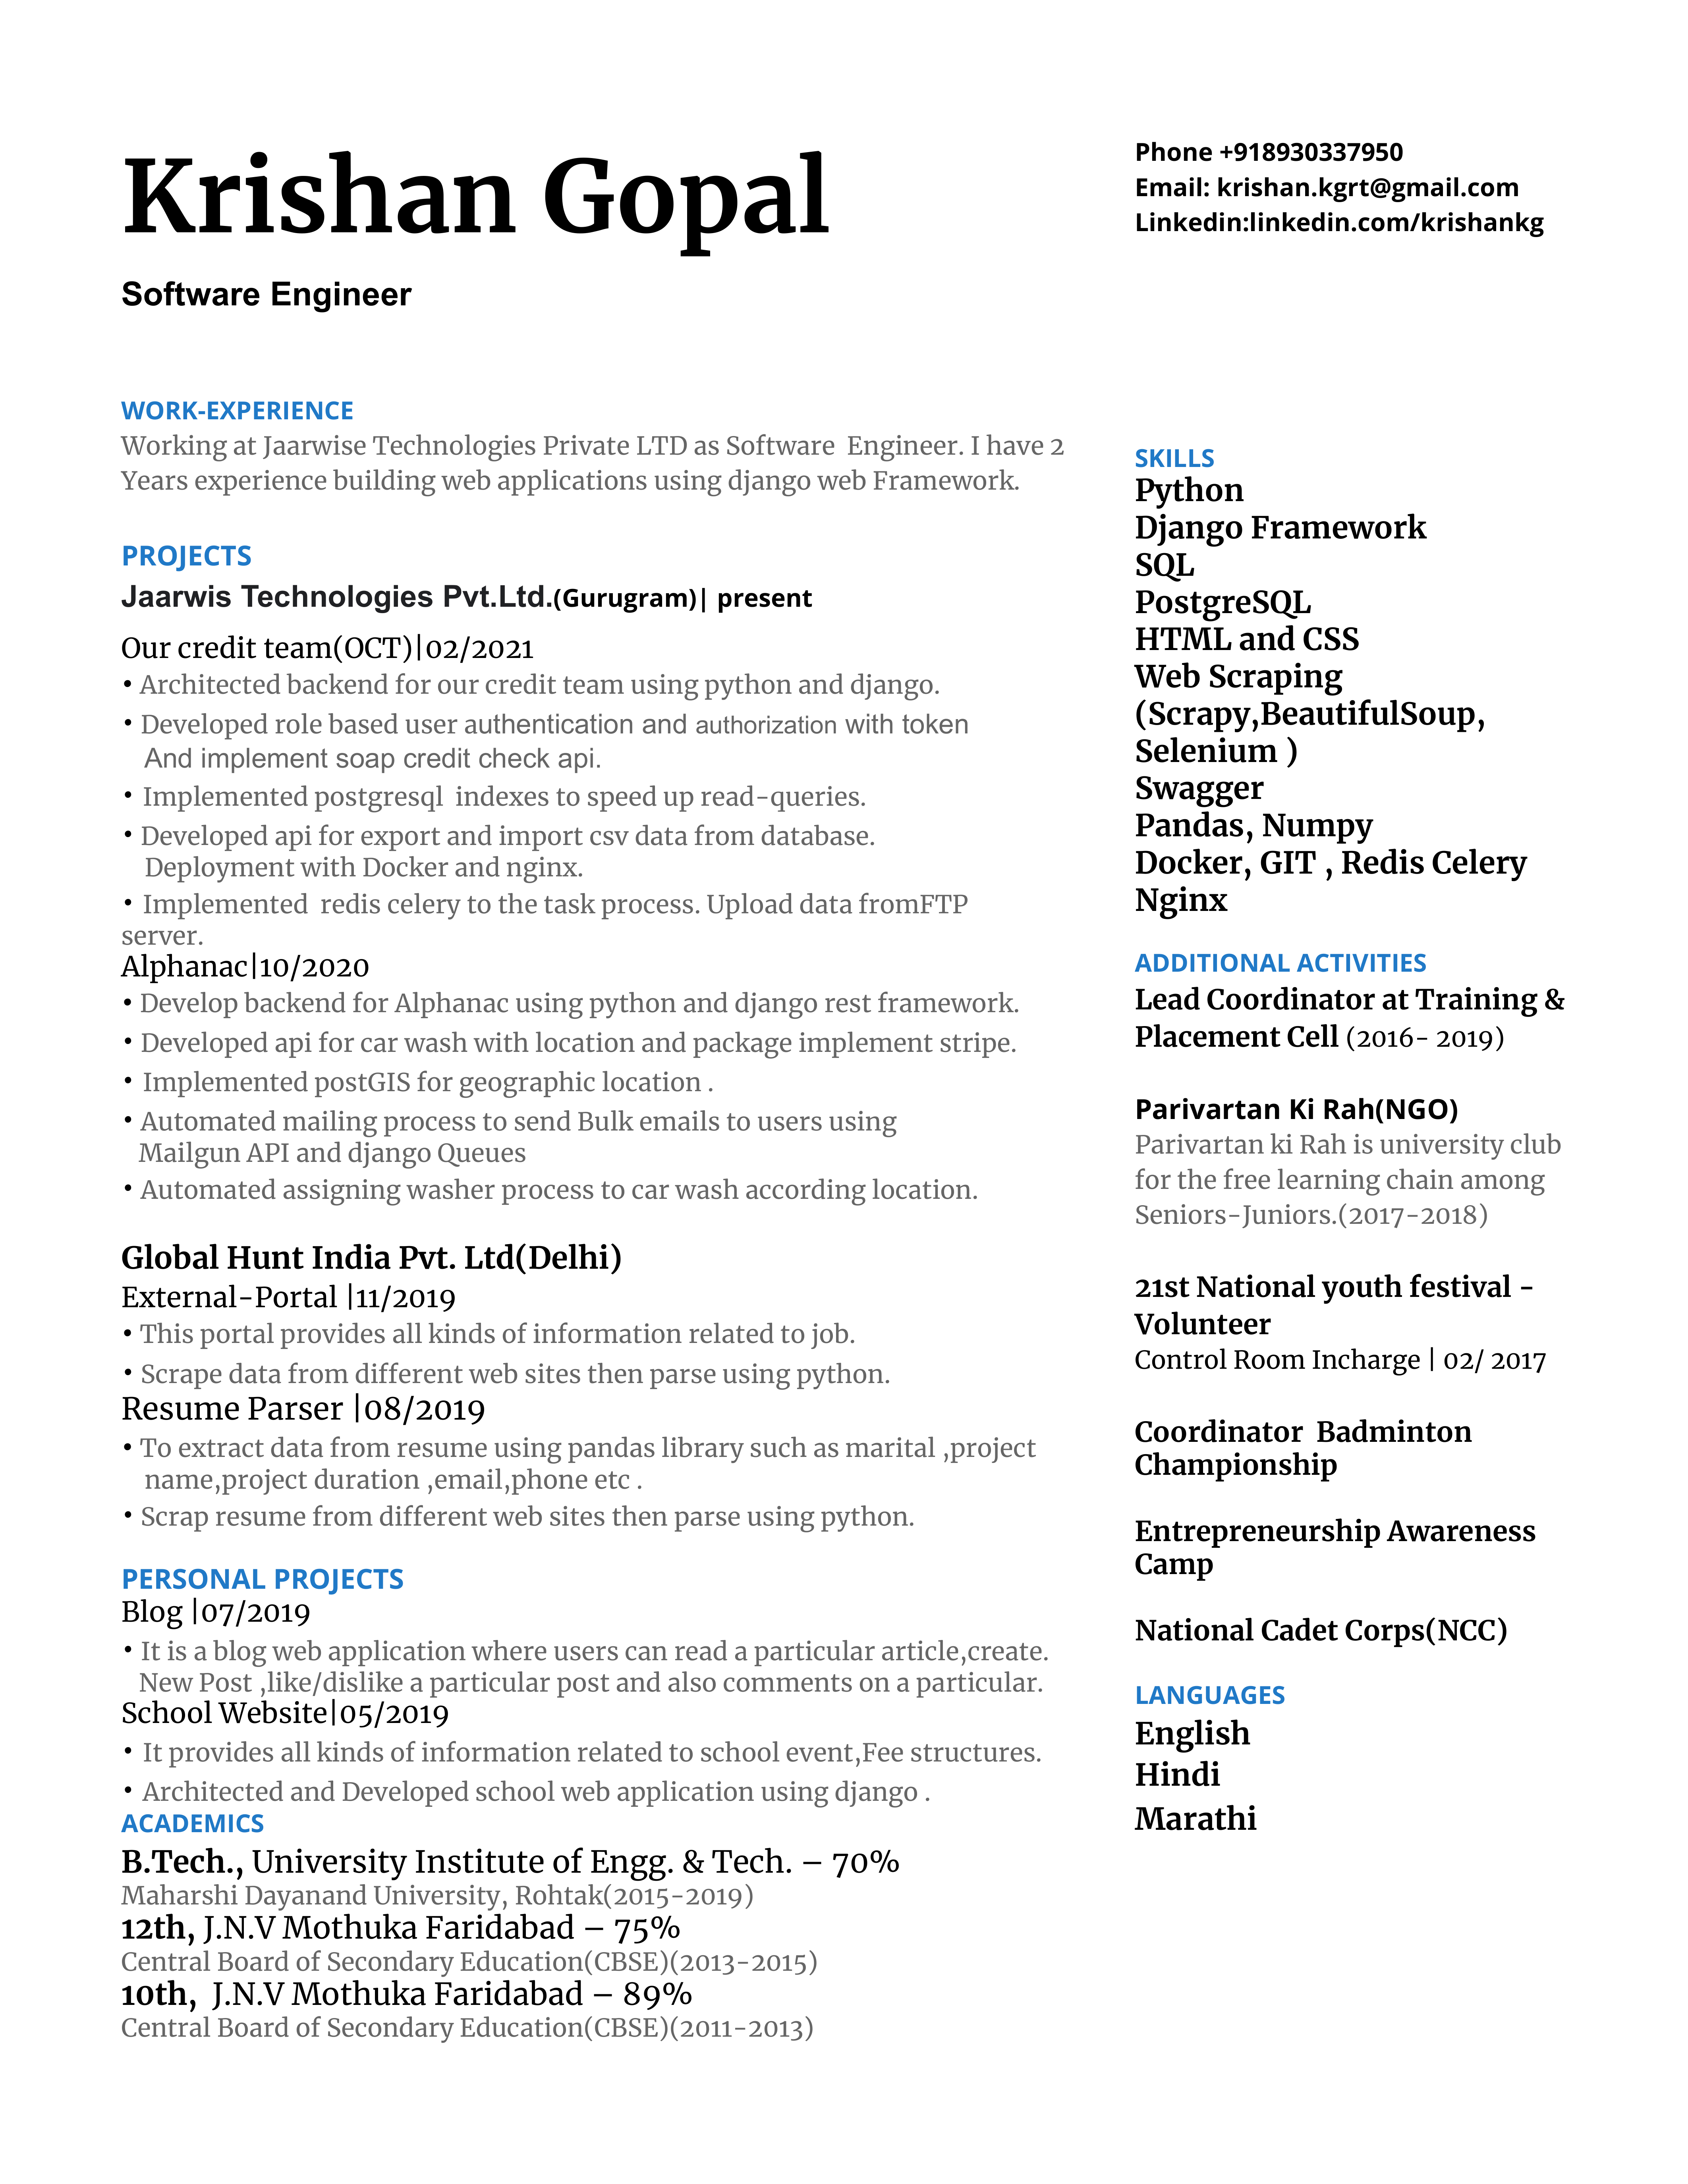 Krishan Gopal
Software Engineer
Phone +918930337950
Email: krishan.kgrt@gmail.com
Linkedin:linkedin.com/krishankg
WORK-EXPERIENCE
Working at Jaarwise Technologies Private LTD as Software  Engineer. I have 2
Years experience building web applications using django web Framework.
PROJECTS
Jaarwis Technologies Pvt.Ltd.(Gurugram)| present
Our credit team(OCT)|02/2021
• Architected backend for our credit team using python and django.
• Developed role based user authentication and authorization with token
And implement soap credit check api.
• Implemented postgresql  indexes to speed up read-queries.
• Developed api for export and import csv data from database.
Deployment with Docker and nginx.
• Implemented  redis celery to the task process. Upload data fromFTP
server.
Alphanac|10/2020
• Develop backend for Alphanac using python and django rest framework.
• Developed api for car wash with location and package implement stripe.
• Implemented postGIS for geographic location .
• Automated mailing process to send Bulk emails to users using
Mailgun API and django Queues
• Automated assigning washer process to car wash according location.
Global Hunt India Pvt. Ltd(Delhi)
External-Portal |11/2019
• This portal provides all kinds of information related to job.
• Scrape data from different web sites then parse using python.
Resume Parser |08/2019
• To extract data from resume using pandas library such as marital ,project
name,project duration ,email,phone etc .
• Scrap resume from different web sites then parse using python.
PERSONAL PROJECTS
Blog |07/2019
• It is a blog web application where users can read a particular article,create.
New Post ,like/dislike a particular post and also comments on a particular.
School Website|05/2019
• It provides all kinds of information related to school event,Fee structures.
• Architected and Developed school web application using django .
ACADEMICS
B.Tech., University Institute of Engg. & Tech. – 70%
Maharshi Dayanand University, Rohtak(2015-2019)
12th, J.N.V Mothuka Faridabad – 75%
Central Board of Secondary Education(CBSE)(2013-2015)
10th,  J.N.V Mothuka Faridabad – 89%
Central Board of Secondary Education(CBSE)(2011-2013)
SKILLS
Python
Django Framework
SQL
PostgreSQL
HTML and CSS
Web Scraping
(Scrapy,BeautifulSoup,
Selenium )
Swagger
Pandas, Numpy
Docker, GIT , Redis Celery
Nginx
ADDITIONAL ACTIVITIES
Lead Coordinator at Training &
Placement Cell (2016- 2019)
Parivartan Ki Rah(NGO)
Parivartan ki Rah is university club
for the free learning chain among
Seniors-Juniors.(2017-2018)
21st National youth festival -
Volunteer
Control Room Incharge | 02/ 2017
Coordinator  Badminton
Championship
Entrepreneurship Awareness
Camp
National Cadet Corps(NCC)
LANGUAGES
English
Hindi
Marathi